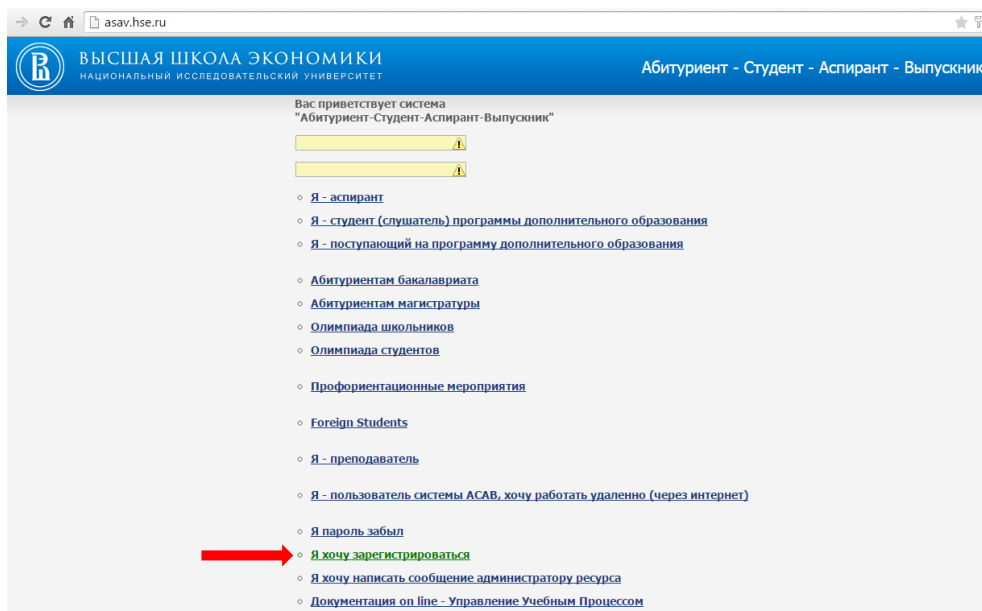 asav.hse.ru
ВЫСШАЯ ШКОЛА ЭКОНОМИКИ
НАЦИОНАЛЬНЫЙ ИССЛЕДОВАТЕЛЬСКИЙ УНИВЕРСИТЕТ
Абитуриент - Студент - Аспирант - Выпускник
Вас приветствует система
"Абитуриент-Студент-Аспирант-Выпускник"
Я - аспирант
Я - студент (слушатель) программы дополнительного образования
Я - поступающий на программу дополнительного образования
Абитуриентам бакалавриата
Абитуриентам магистратуры
Олимпиада школьников
Олимпиада студентов
Профориентационные мероприятия
Foreign Students
Я - преподаватель
Я - пользователь системы АСАВ, хочу работать удаленно (через интернет)
Я пароль забыл
Я хочу зарегистрироваться
Я хочу написать сообщение администратору ресурса
Документация on line - Управление Учебным Процессом